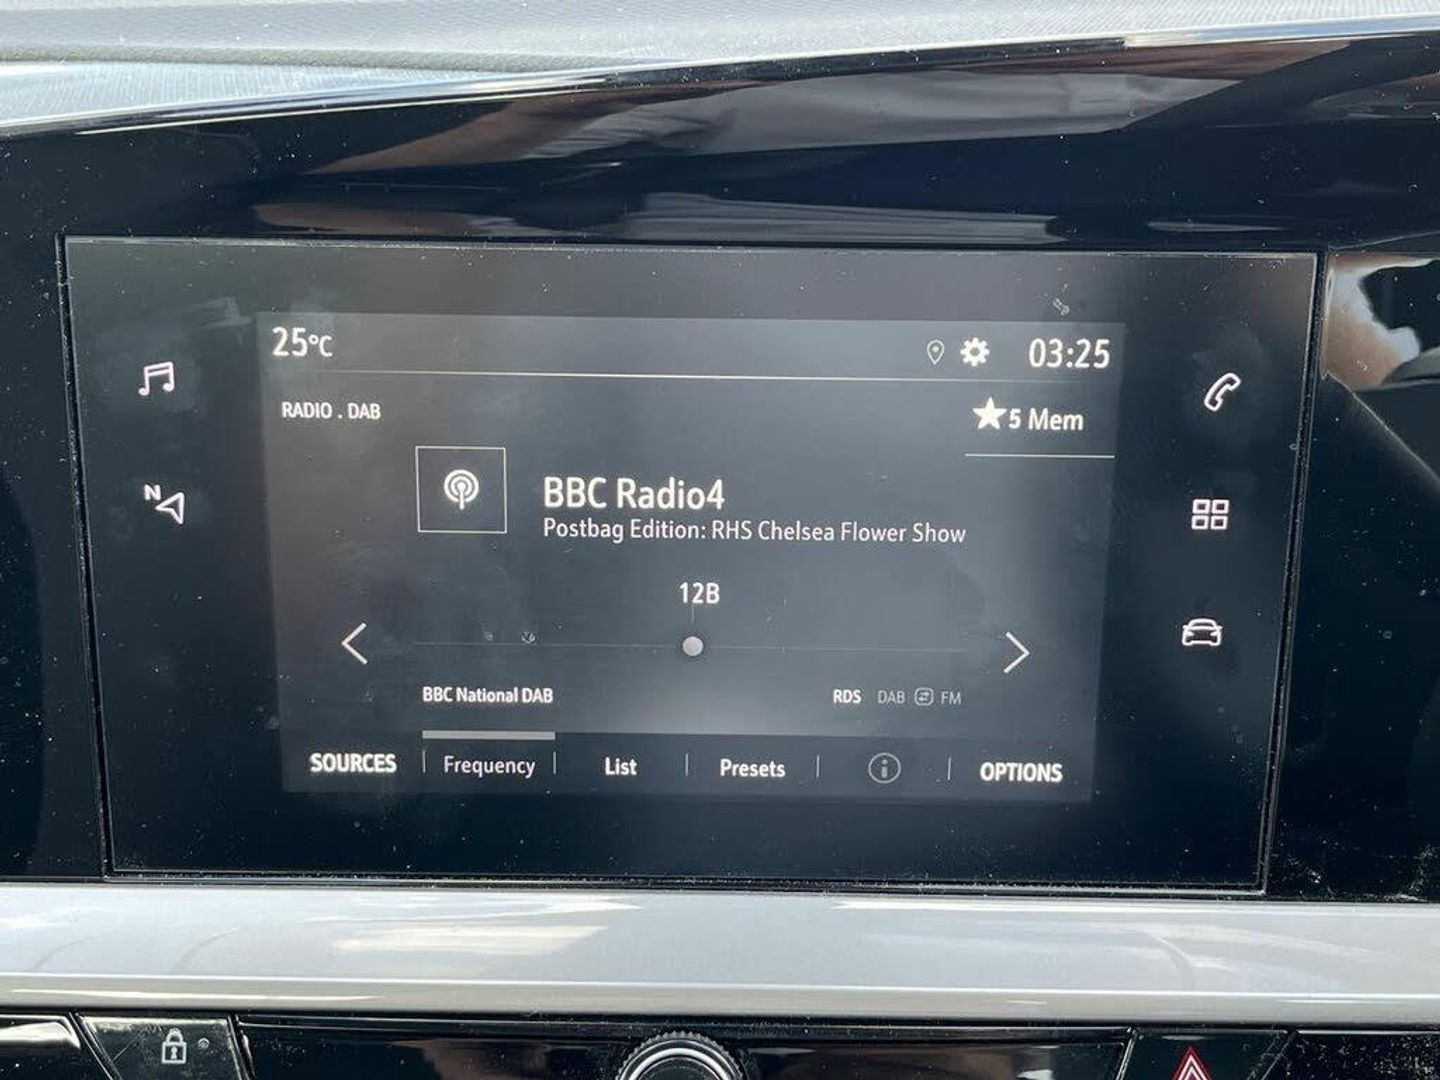 25°C
03:25
RADIO . DAB
5 Mem
BBC Radio4
Postbag Edition: RHS Chelsea Flower Show
N
12B
BBC National DAB
RDS DAB FM
SOURCES Frequency List Presets OPTIONS